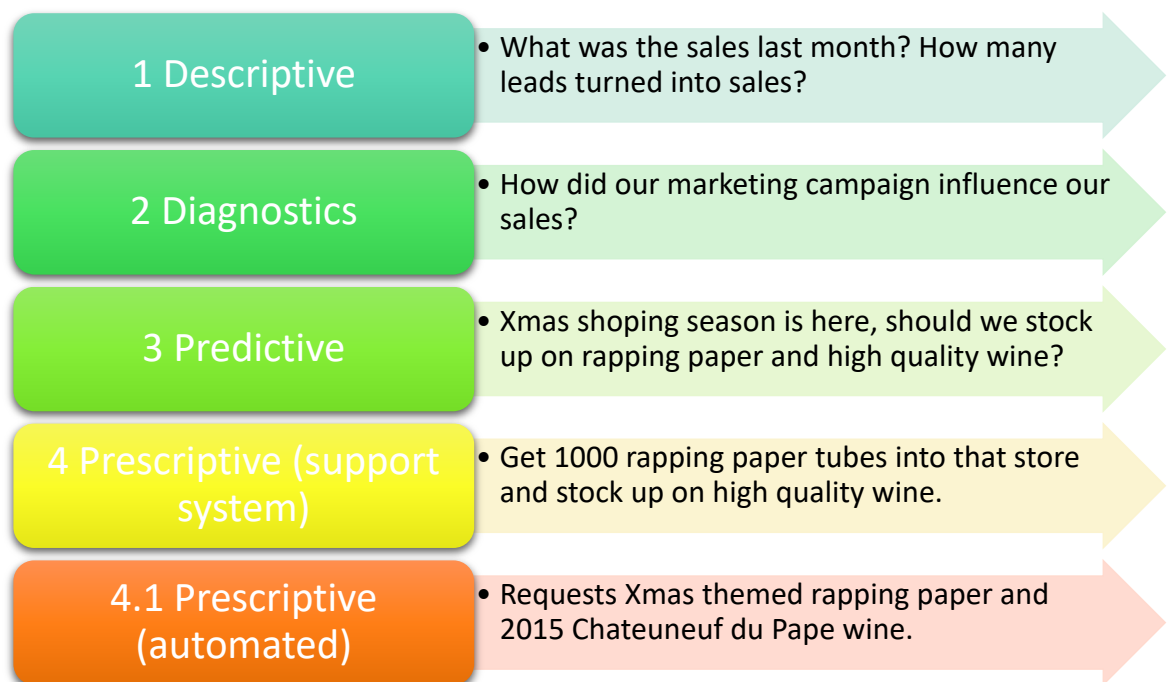 1 Descriptive
• What was the sales last month? How many
leads turned into sales?
2 Diagnostics
• How did our marketing campaign influence our
sales?
3 Predictive
• Xmas shoping season is here, should we stock
up on rapping paper and high quality wine?
4 Prescriptive (support
system)
• Get 1000 rapping paper tubes into that store
and stock up on high quality wine.
4.1 Prescriptive
(automated)
• Requests Xmas themed rapping paper and
2015 Chateuneuf du Pape wine.